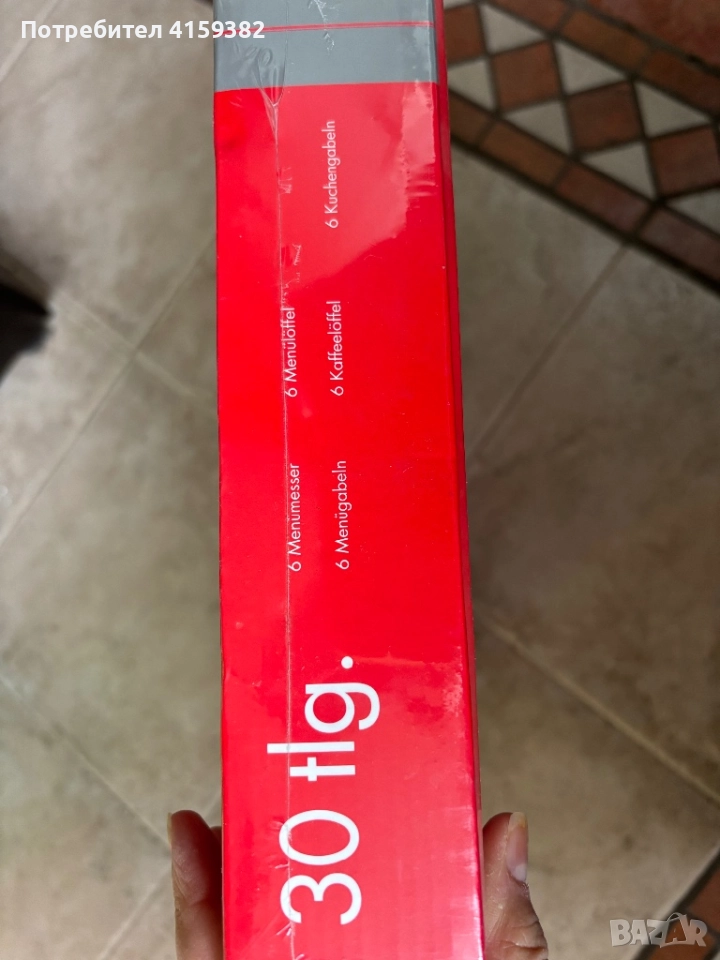 Потребител 4159382
30 tlg.
6 Menümesser
6 Menülöffel
6 Menügabeln
6 Kaffeelöffel
6 Kuchengabeln
BAZAR